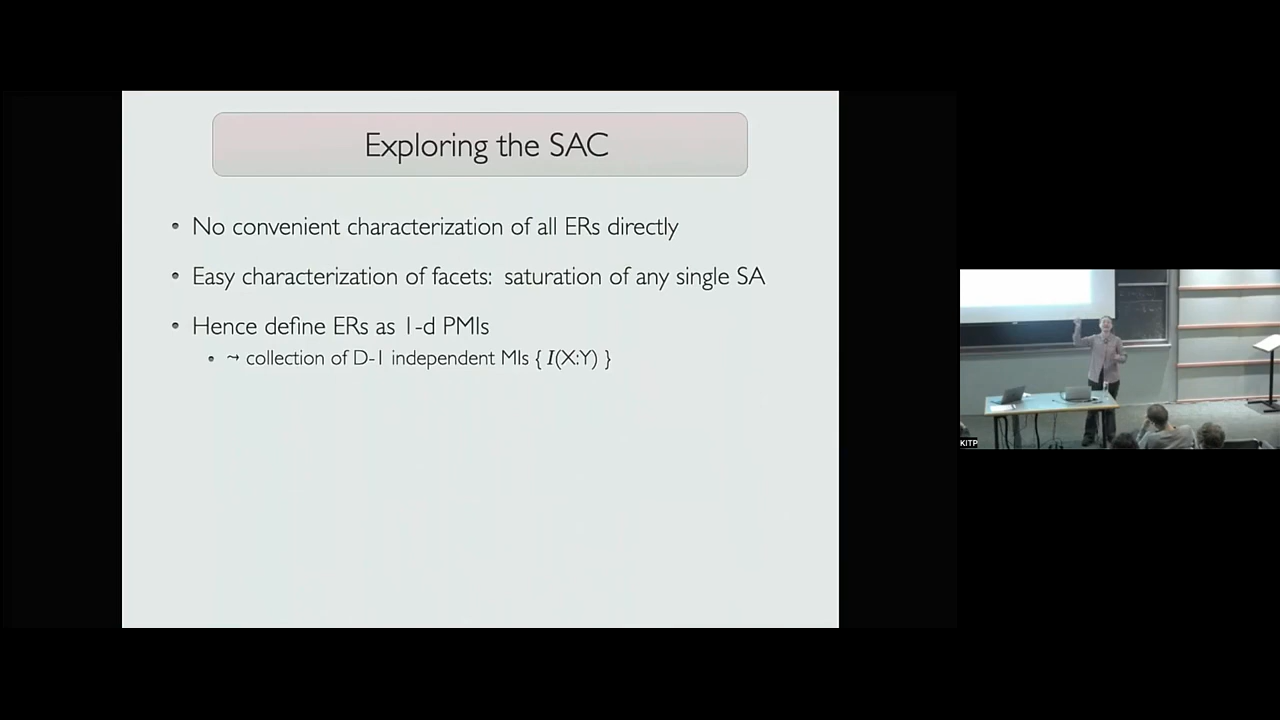 Exploring the SAC
• No convenient characterization of all ERs directly
• Easy characterization of facets: saturation of any single SA
• Hence define ERs as 1-d PMIs
• ⤳ collection of D-1 independent MIs { I(X:Y) }
KITP